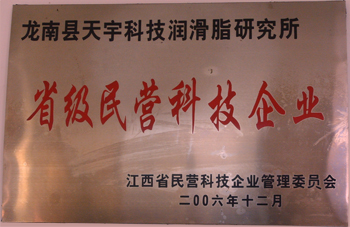 龙南县天宇科技润滑脂研究所
省级民营科技企业
江西省民营科技企业管理委员会
二00六年十二月